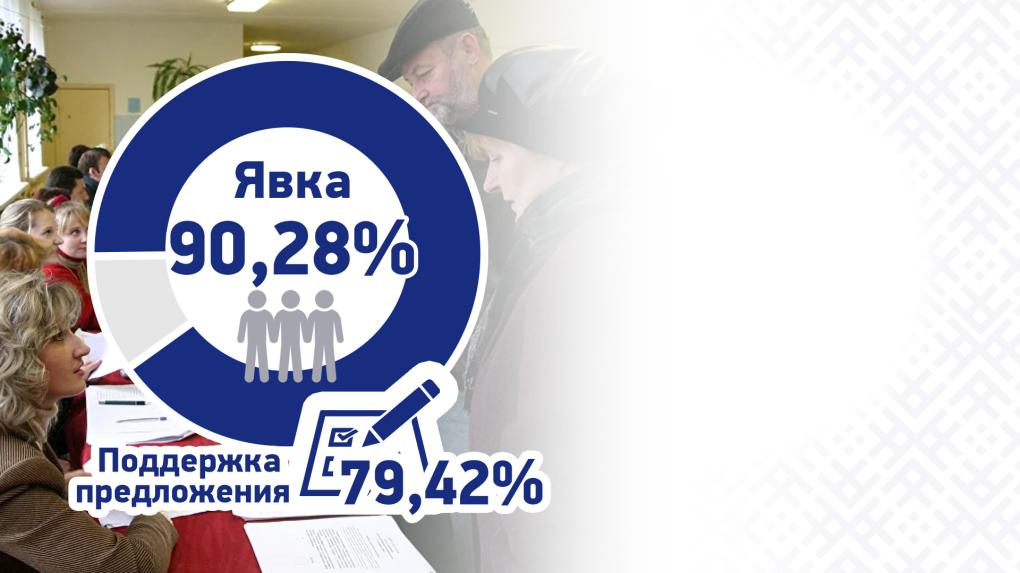 Явка
90,28%
Поддержка
предложения
79,42%